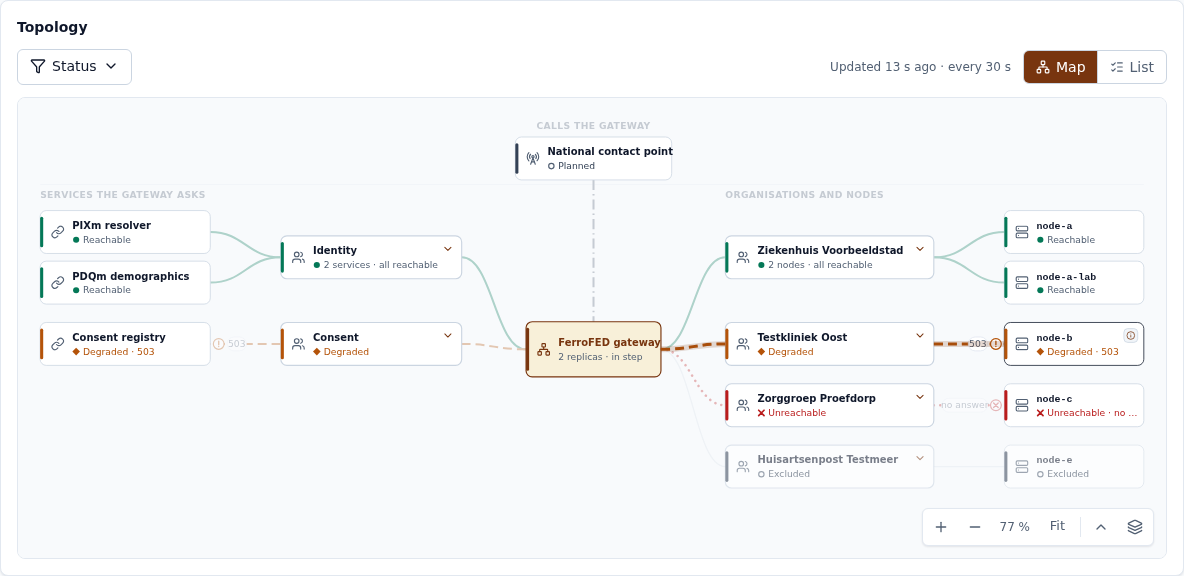 Topology
Status
Updated 13 s ago · every 30 s
Map
List
CALLS THE GATEWAY
National contact point
Planned
SERVICES THE GATEWAY ASKS
ORGANISATIONS AND NODES
PIXm resolver
Reachable
PDQm demographics
Reachable
Identity
2 services · all reachable
Ziekenhuis Voorbeeldstad
2 nodes · all reachable
node-a
Reachable
node-a-lab
Reachable
Consent registry
Degraded · 503
503
Consent
Degraded
FerroFED gateway
2 replicas · in step
Testkliniek Oost
Degraded
503
node-b
Degraded · 503
Zorggroep Proefdorp
Unreachable
no answer
node-c
Unreachable · no ...
Huisartsenpost Testmeer
Excluded
node-e
Excluded
77 %
Fit